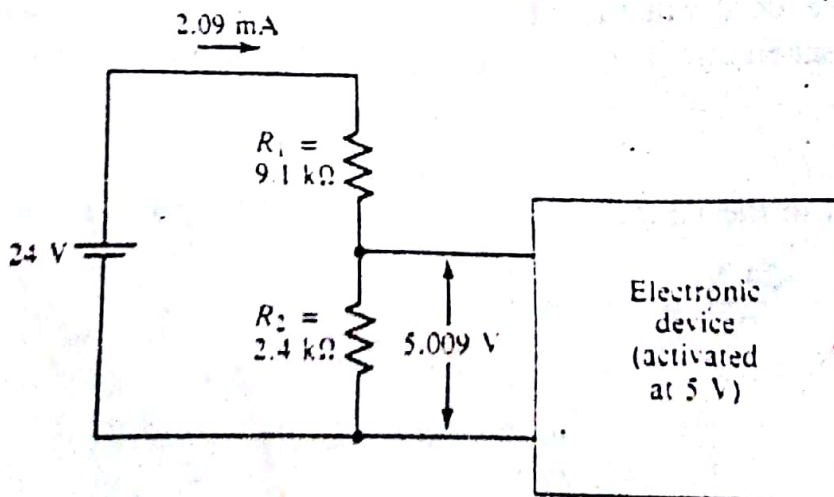 2.09 mA
R₁ =
9.1 kΩ
24 V
R₂ =
2.4 kΩ
5.009 V
Electronic
device
(activated
at 5 V)